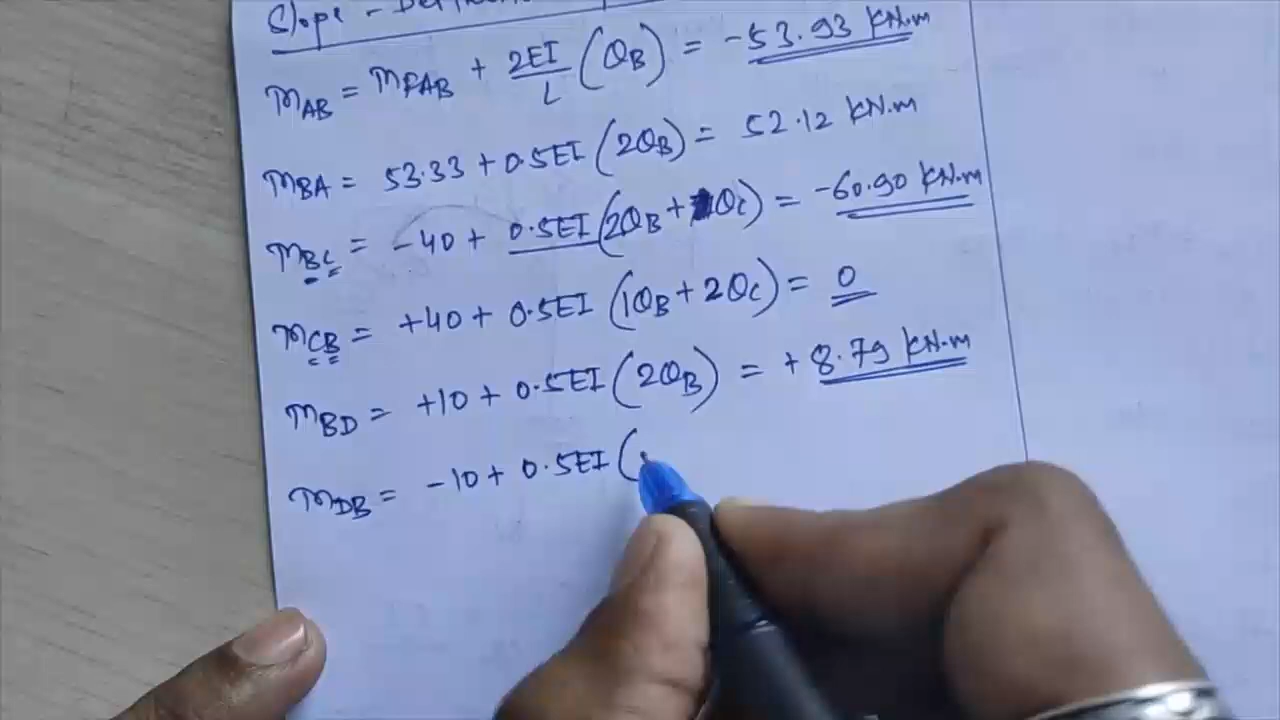 Slope -
mAB = mFAB + 2EI/L (θB) = -53.93 KN.m
mBA = 53.33 + 0.5EI (2θB) = 52.12 KN.m
mBC = -40 + 0.5EI (2θB + θC) = -60.90 KN.m
mCB = +40 + 0.5EI (1θB + 2θC) = 0
mBD = +10 + 0.5EI (2θB) = +8.79 KN.m
mDB = -10 + 0.5EI (